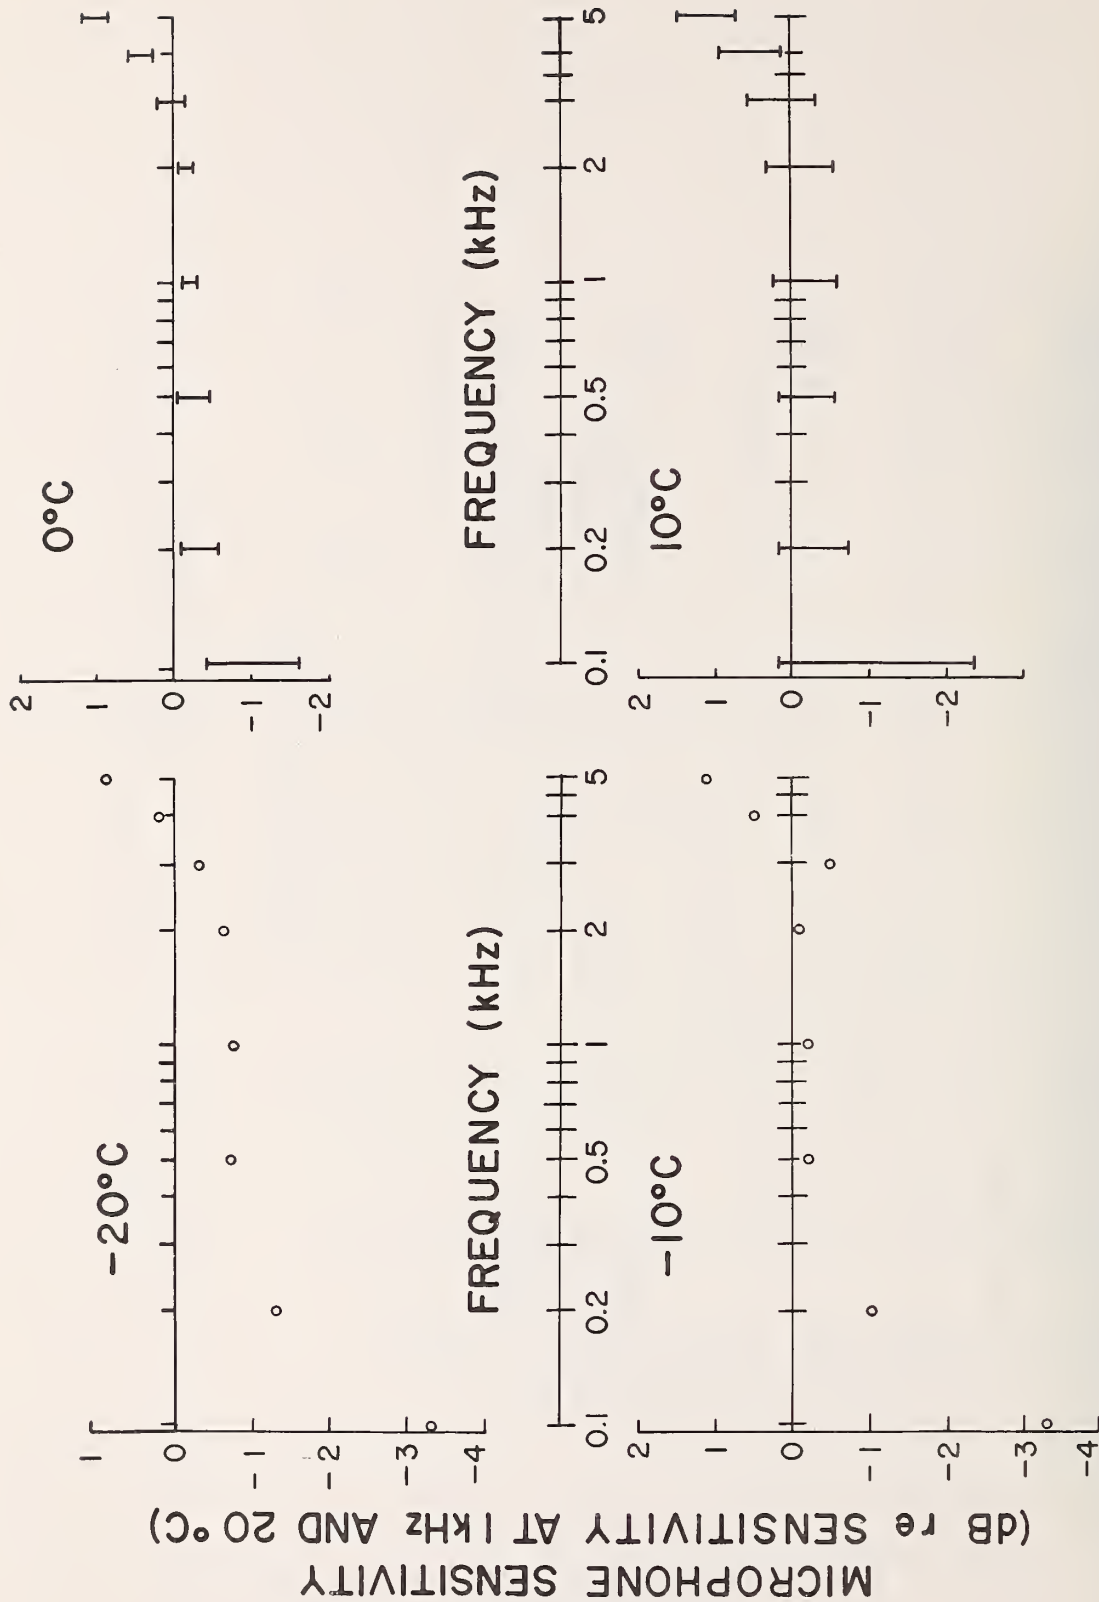 MICROPHONE SENSITIVITY
(dB re SENSITIVITY AT 1 kHz AND 20 °C)
-20°C
1
0
-1
-2
-3
-4
0°C
2
1
0
-1
-2
FREQUENCY (kHz)
0.1 0.2 0.5 1 2 5
FREQUENCY (kHz)
0.1 0.2 0.5 1 2 5
-10°C
2
1
0
-1
-2
-3
-4
10°C
2
1
0
-1
-2